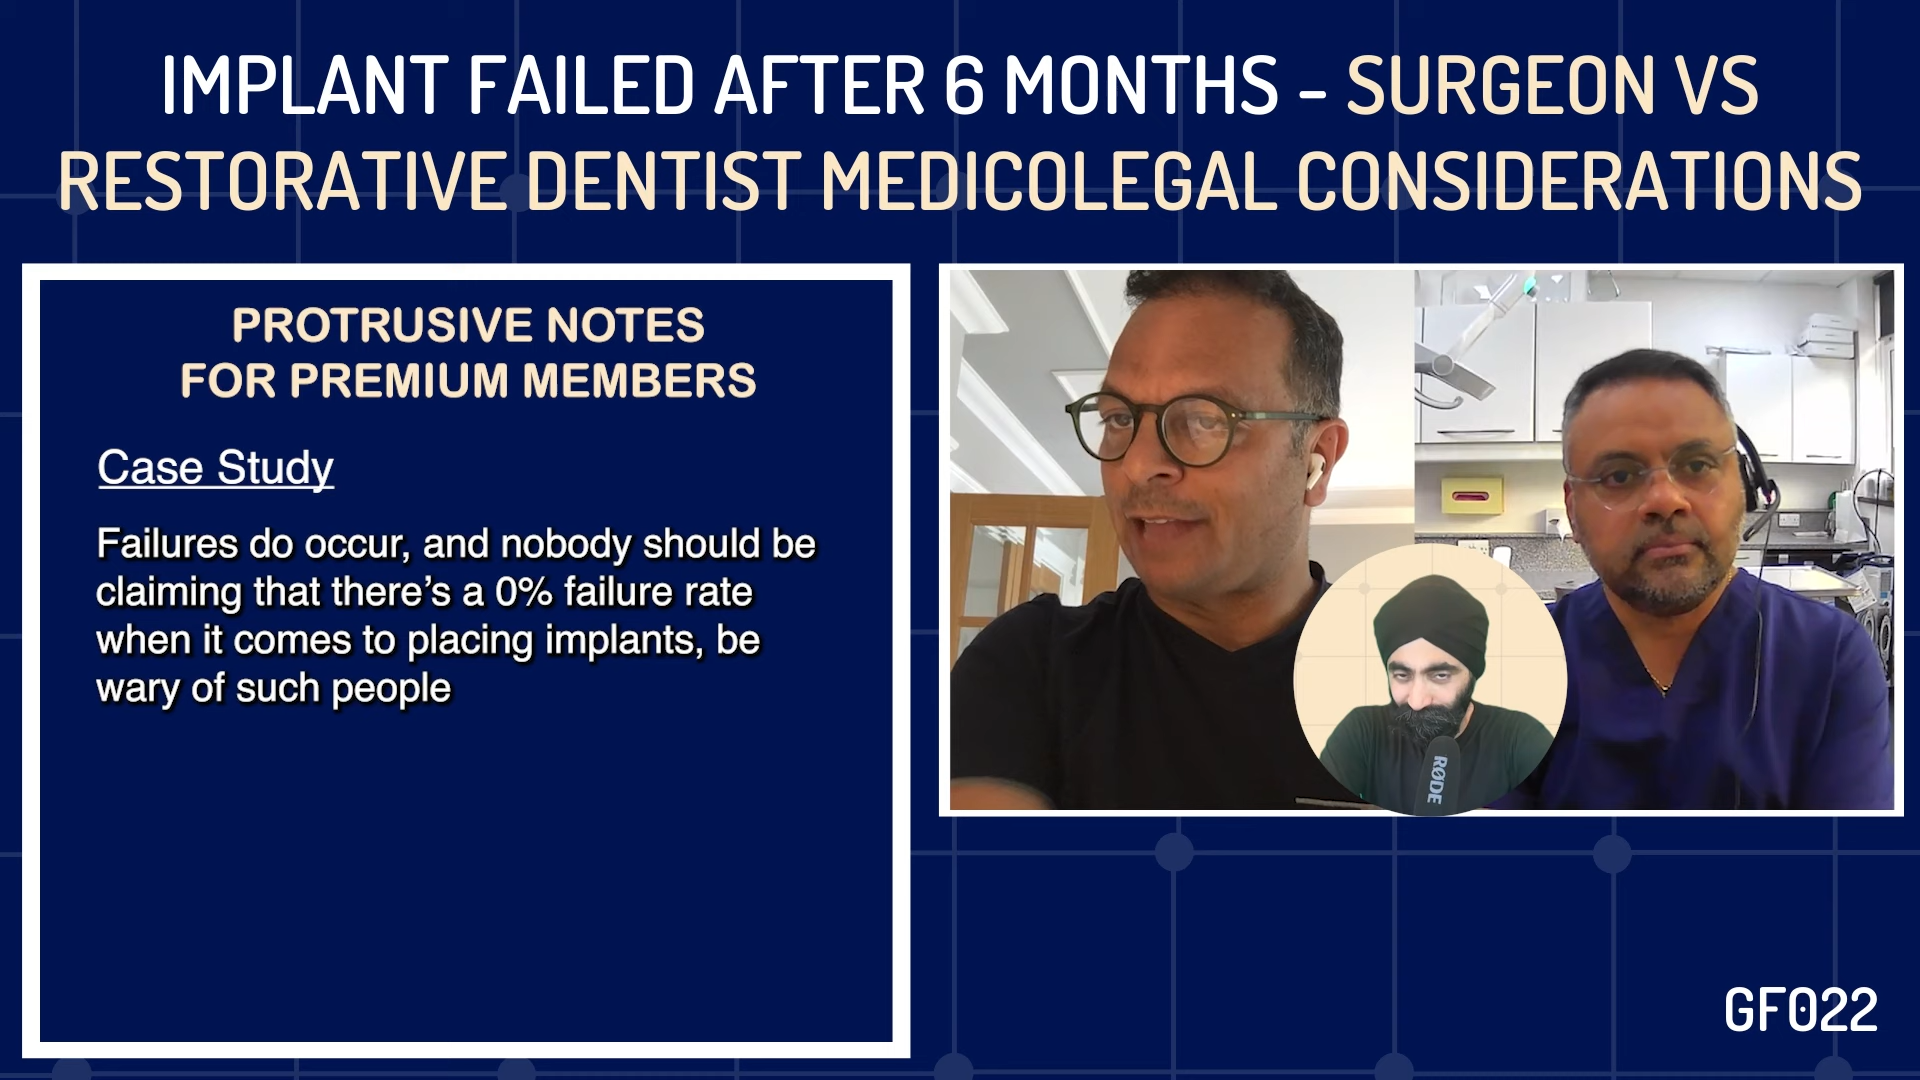 IMPLANT FAILED AFTER 6 MONTHS - SURGEON VS
RESTORATIVE DENTIST MEDICOLEGAL CONSIDERATIONS
PROTRUSIVE NOTES
FOR PREMIUM MEMBERS
Case Study
Failures do occur, and nobody should be
claiming that there’s a 0% failure rate
when it comes to placing implants, be
wary of such people
RØDE
GF022